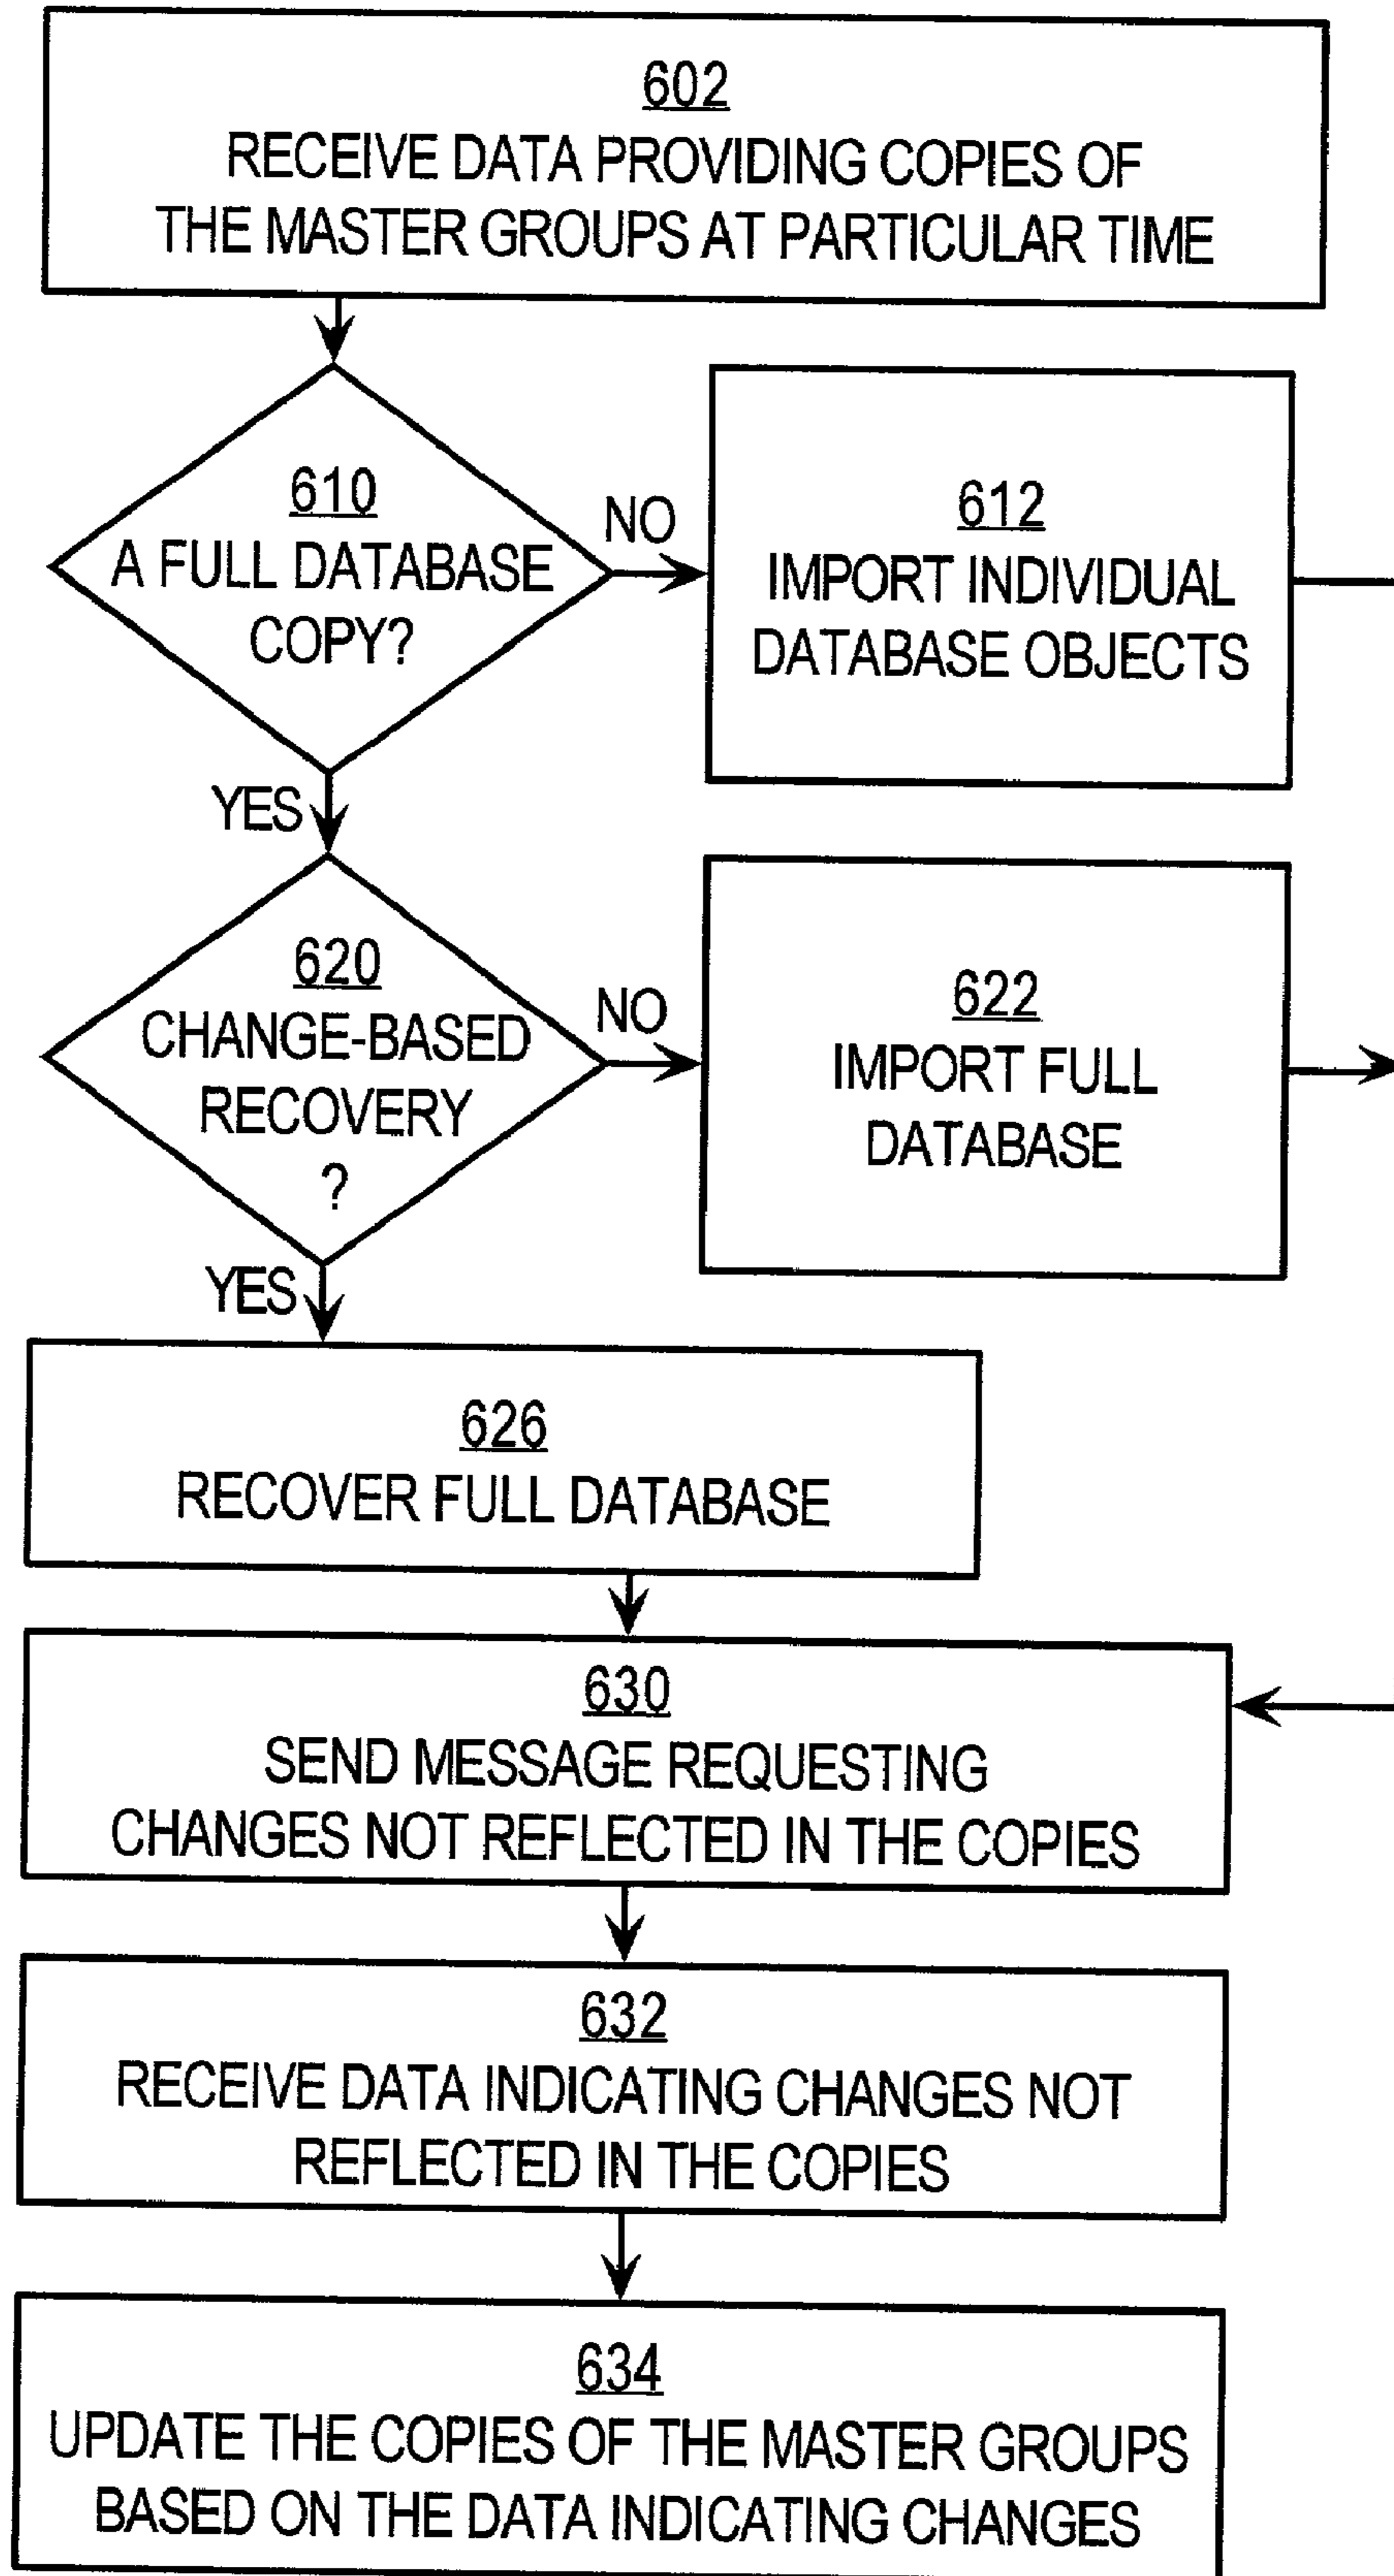 602
RECEIVE DATA PROVIDING COPIES OF
THE MASTER GROUPS AT PARTICULAR TIME
610
A FULL DATABASE
COPY?
NO
612
IMPORT INDIVIDUAL
DATABASE OBJECTS
YES
620
CHANGE-BASED
RECOVERY
?
NO
622
IMPORT FULL
DATABASE
YES
626
RECOVER FULL DATABASE
630
SEND MESSAGE REQUESTING
CHANGES NOT REFLECTED IN THE COPIES
632
RECEIVE DATA INDICATING CHANGES NOT
REFLECTED IN THE COPIES
634
UPDATE THE COPIES OF THE MASTER GROUPS
BASED ON THE DATA INDICATING CHANGES